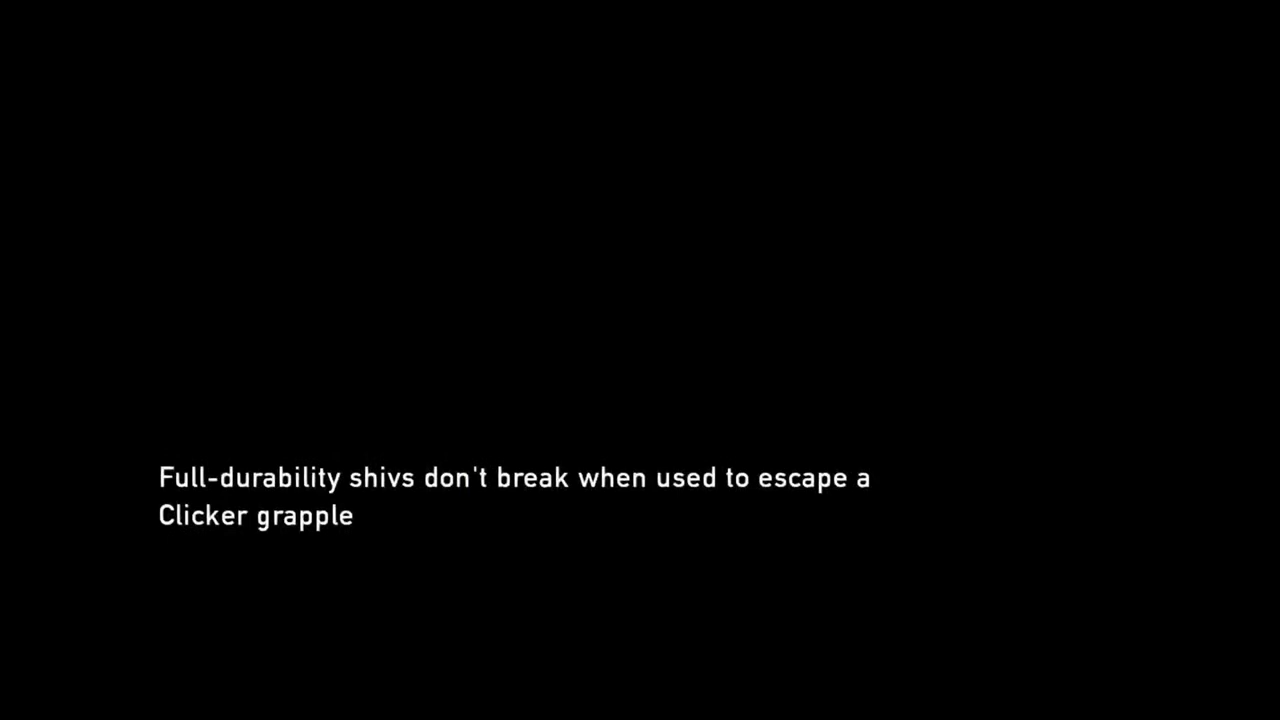 Full-durability shivs don't break when used to escape a
Clicker grapple